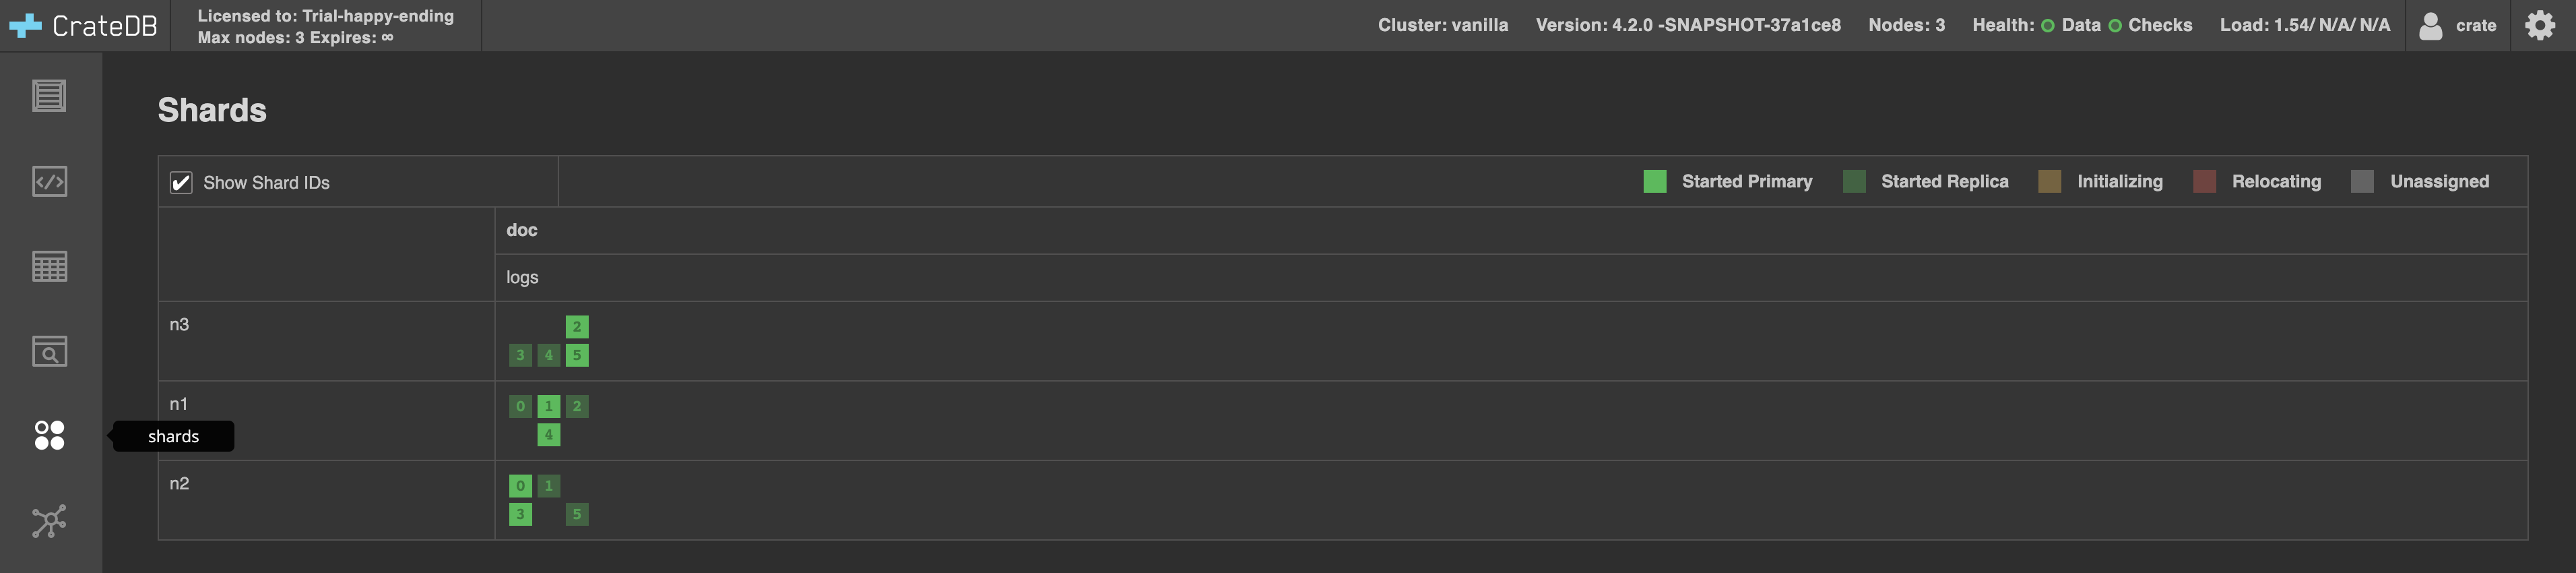 CrateDB
Licensed to: Trial-happy-ending
Max nodes: 3 Expires: ∞
Cluster: vanilla
Version: 4.2.0 -SNAPSHOT-37a1ce8
Nodes: 3
Health: Data Checks
Load: 1.54/ N/A/ N/A
crate
Shards
Show Shard IDs
Started Primary
Started Replica
Initializing
Relocating
Unassigned
doc
logs
n3
2
3 4 5
n1
0 1 2
4
shards
n2
0 1
3 5